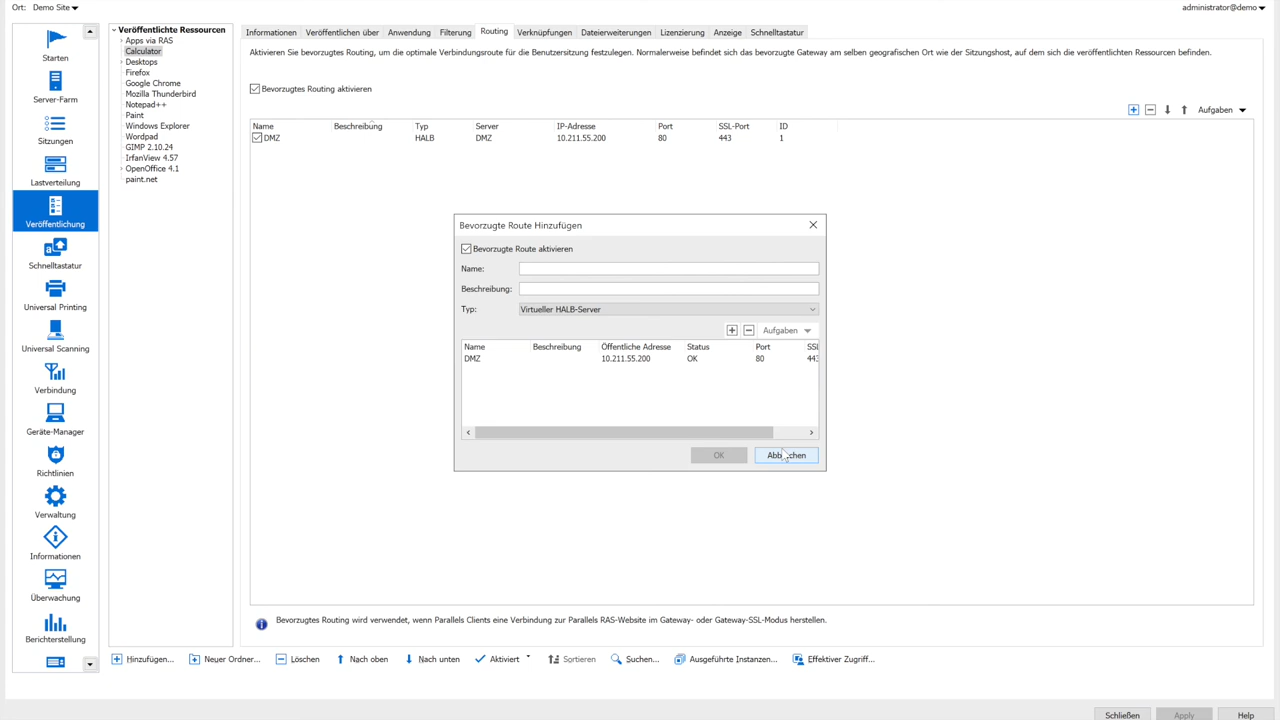 Ort: Demo Site
administrator@demo
Starten
Server-Farm
Sitzungen
Lastverteilung
Veröffentlichung
Schnelltastatur
Universal Printing
Universal Scanning
Verbindung
Geräte-Manager
Richtlinien
Verwaltung
Informationen
Überwachung
Berichterstellung
Veröffentlichte Ressourcen
Apps via RAS
Calculator
Desktops
Firefox
Google Chrome
Mozilla Thunderbird
Notepad++
Paint
Windows Explorer
Wordpad
GIMP 2.10.24
IrfanView 4.57
OpenOffice 4.1
paint.net
Informationen Veröffentlichen über Anwendung Filterung Routing Verknüpfungen Dateierweiterungen Lizenzierung Anzeige Schnelltastatur
Aktivieren Sie bevorzugtes Routing, um die optimale Verbindungsroute für die Benutzersitzung festzulegen. Normalerweise befindet sich das bevorzugte Gateway am selben geografischen Ort wie der Sitzungshost, auf dem sich die veröffentlichten Ressourcen befinden.
Bevorzugtes Routing aktivieren
Aufgaben
Name Beschreibung Typ Server IP-Adresse Port SSL-Port ID
DMZ HALB DMZ 10.211.55.200 80 443 1
Bevorzugte Route Hinzufügen
Bevorzugte Route aktivieren
Name:
Beschreibung:
Typ: Virtueller HALB-Server
Aufgaben
Name Beschreibung Öffentliche Adresse Status Port SSL
DMZ 10.211.55.200 OK 80 443
OK Abbrechen
Bevorzugtes Routing wird verwendet, wenn Parallels Clients eine Verbindung zur Parallels RAS-Website im Gateway- oder Gateway-SSL-Modus herstellen.
Hinzufügen... Neuer Ordner... Löschen Nach oben Nach unten Aktiviert Sortieren Suchen... Ausgeführte Instanzen... Effektiver Zugriff...
Schließen Apply Help